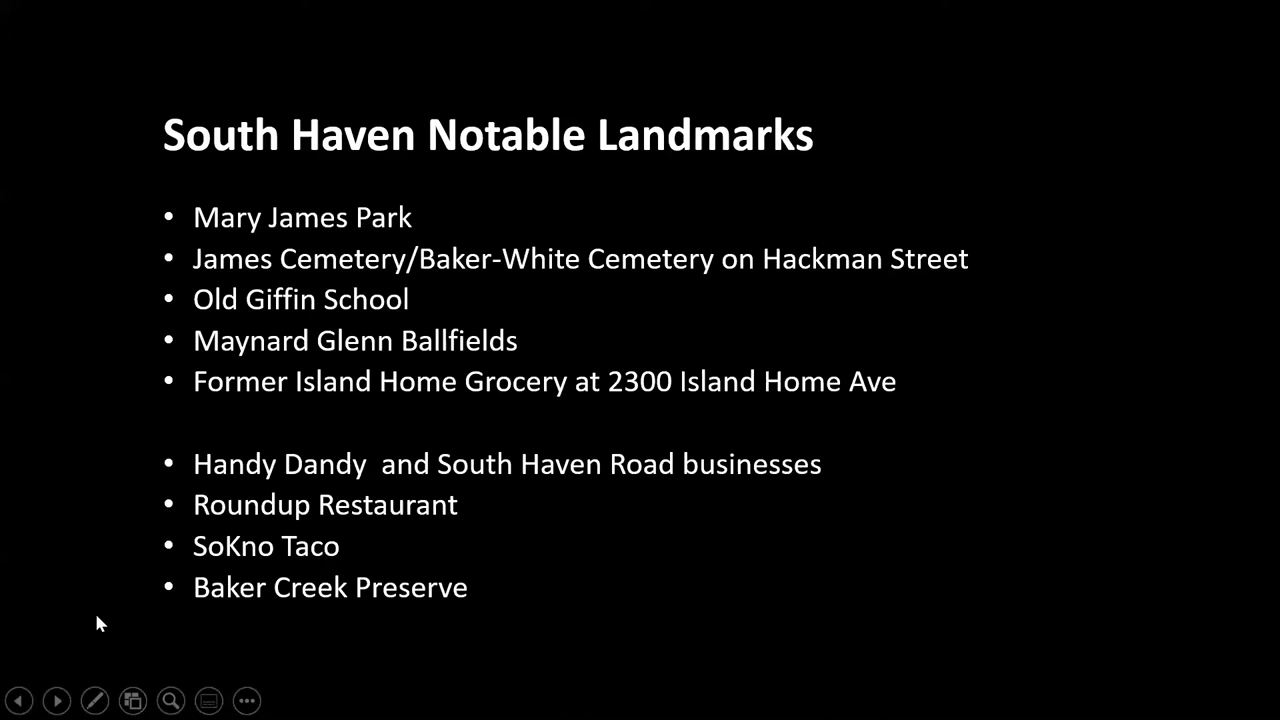 South Haven Notable Landmarks
• Mary James Park
• James Cemetery/Baker-White Cemetery on Hackman Street
• Old Giffin School
• Maynard Glenn Ballfields
• Former Island Home Grocery at 2300 Island Home Ave
• Handy Dandy  and South Haven Road businesses
• Roundup Restaurant
• SoKno Taco
• Baker Creek Preserve